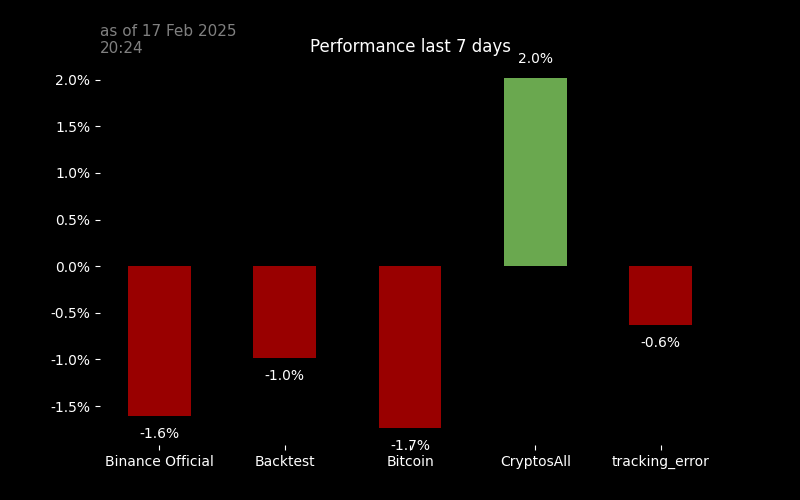 as of 17 Feb 2025
20:24
Performance last 7 days
2.0%
2.0%
1.5%
1.0%
0.5%
0.0%
-0.5%
-1.0%
-1.5%
-1.6%
-1.0%
-1.7%
-0.6%
Binance Official
Backtest
Bitcoin
CryptosAll
tracking_error